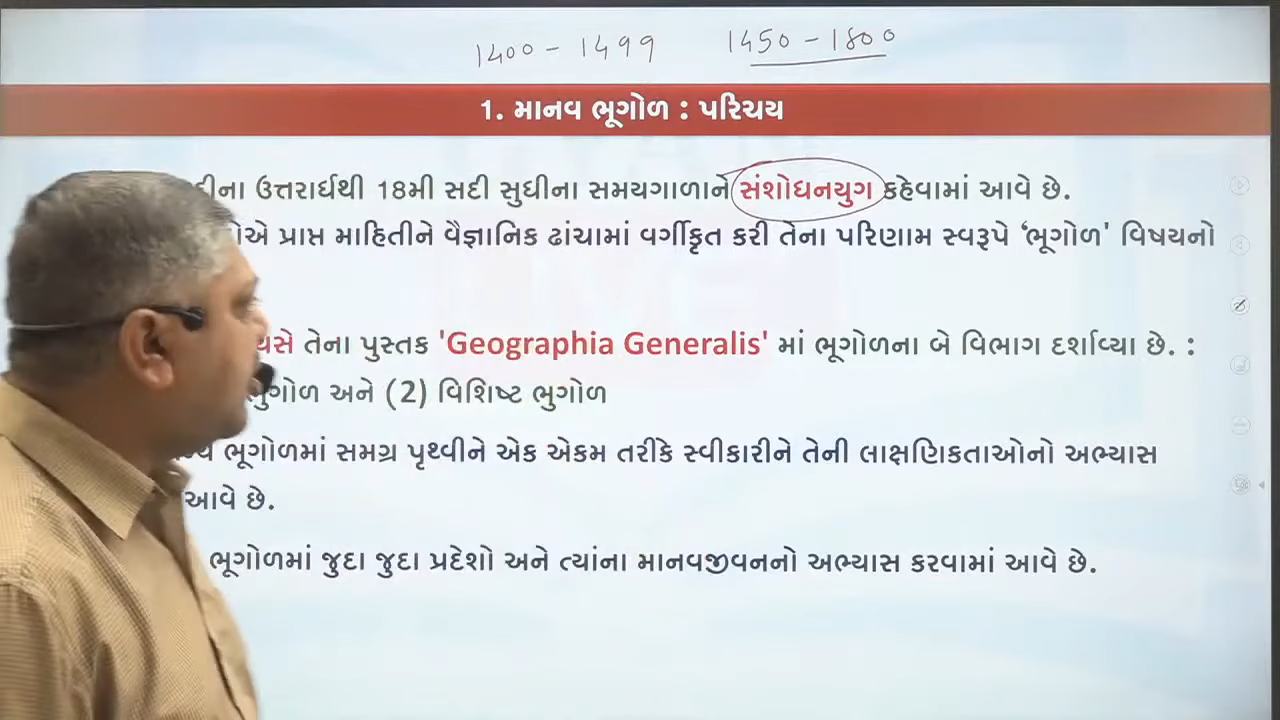 1400 - 1499 1450 - 1800
1. માનવ ભૂગોળ : પરિચય
ઉત્તરાર્ધથી 18મી સદી સુધીના સમયગાળાને સંશોધનયુગ કહેવામાં આવે છે.
પ્રાપ્ત માહિતીને વૈજ્ઞાનિક ઢાંચામાં વર્ગીકૃત કરી તેના પરિણામ સ્વરૂપે ‘ભૂગોળ' વિષયનો
તેના પુસ્તક 'Geographia Generalis' માં ભૂગોળના બે વિભાગ દર્શાવ્યા છે. :
ભુગોળ અને (2) વિશિષ્ટ ભુગોળ
ભૂગોળમાં સમગ્ર પૃથ્વીને એક એકમ તરીકે સ્વીકારીને તેની લાક્ષણિકતાઓનો અભ્યાસ
આવે છે.
ભૂગોળમાં જુદા જુદા પ્રદેશો અને ત્યાંના માનવજીવનનો અભ્યાસ કરવામાં આવે છે.